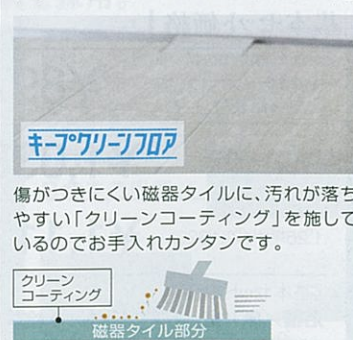 キープクリーンフロア
傷がつきにくい磁器タイルに、汚れが落ち
やすい「クリーンコーティング」を施して
いるのでお手入れカンタンです。
クリーン
コーティング
磁器タイル部分